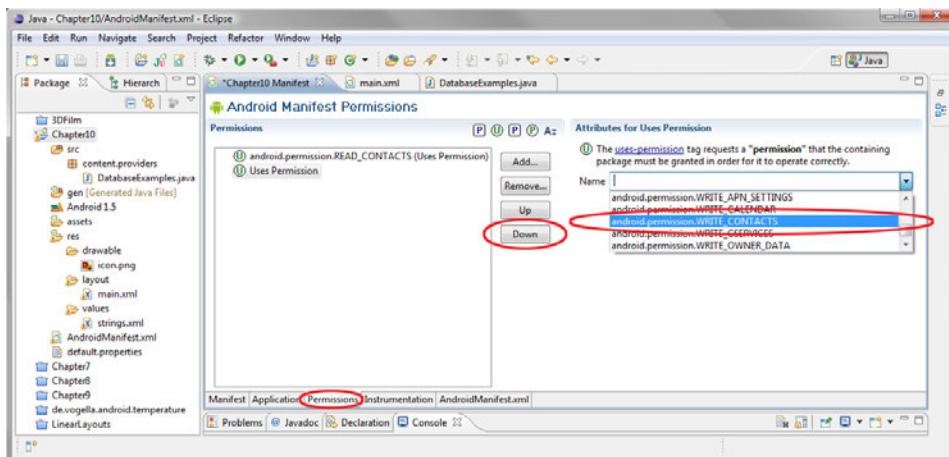 Java - Chapter10/AndroidManifest.xml - Eclipse
File Edit Run Navigate Search Project Refactor Window Help
Java
Package Hierarch
*Chapter10 Manifest main.xml DatabaseExamples.java
3DFilm
Chapter10
src
content.providers
DatabaseExamples.java
gen [Generated Java Files]
Android 1.5
assets
res
drawable
icon.png
layout
main.xml
values
strings.xml
AndroidManifest.xml
default.properties
Chapter7
Chapter8
Chapter9
de.vogella.android.temperature
LinearLayouts
Android Manifest Permissions
Permissions
P U P P Az
U android.permission.READ_CONTACTS (Uses Permission)
U Uses Permission
Add...
Remove...
Up
Down
Attributes for Uses Permission
U The uses-permission tag requests a "permission" that the containing
package must be granted in order for it to operate correctly.
Name
android.permission.WRITE_APN_SETTINGS
android.permission.WRITE_CALENDAR
android.permission.WRITE_CONTACTS
android.permission.WRITE_GSERVICES
android.permission.WRITE_OWNER_DATA
Manifest Application Permissions Instrumentation AndroidManifest.xml
Problems @ Javadoc Declaration Console